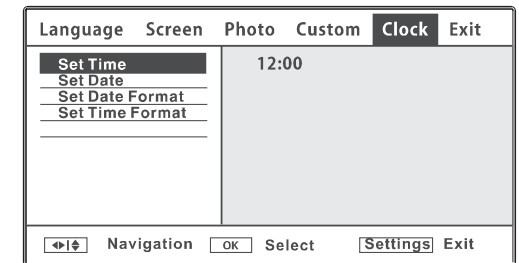 Language Screen Photo Custom Clock Exit
Set Time
12:00
Set Date
Set Date Format
Set Time Format
Navigation OK Select Settings Exit